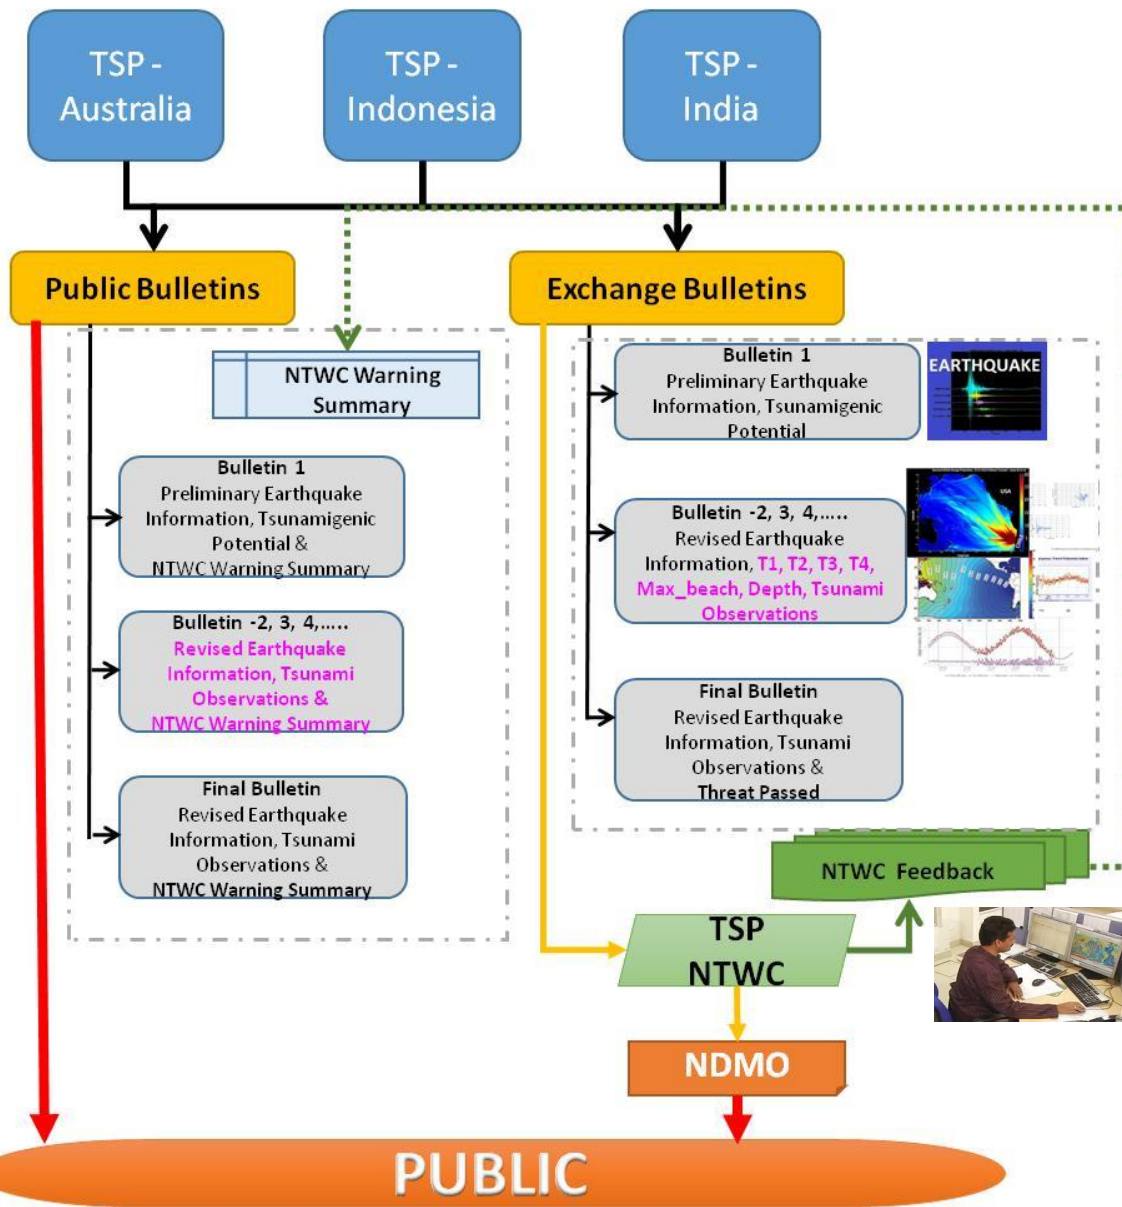 TSP -
Australia
TSP -
Indonesia
TSP -
India
Public Bulletins
NTWC Warning
Summary
Bulletin 1
Preliminary Earthquake
Information, Tsunamigenic
Potential &
NTWC Warning Summary
Bulletin -2, 3, 4,.....
Revised Earthquake
Information, Tsunami
Observations &
NTWC Warning Summary
Final Bulletin
Revised Earthquake
Information, Tsunami
Observations &
NTWC Warning Summary
Exchange Bulletins
Bulletin 1
Preliminary Earthquake
Information, Tsunamigenic
Potential
EARTHQUAKE
Bulletin -2, 3, 4,.....
Revised Earthquake
Information, T1, T2, T3, T4,
Max_beach, Depth, Tsunami
Observations
USA
Final Bulletin
Revised Earthquake
Information, Tsunami
Observations &
Threat Passed
NTWC Feedback
TSP
NTWC
NDMO
PUBLIC